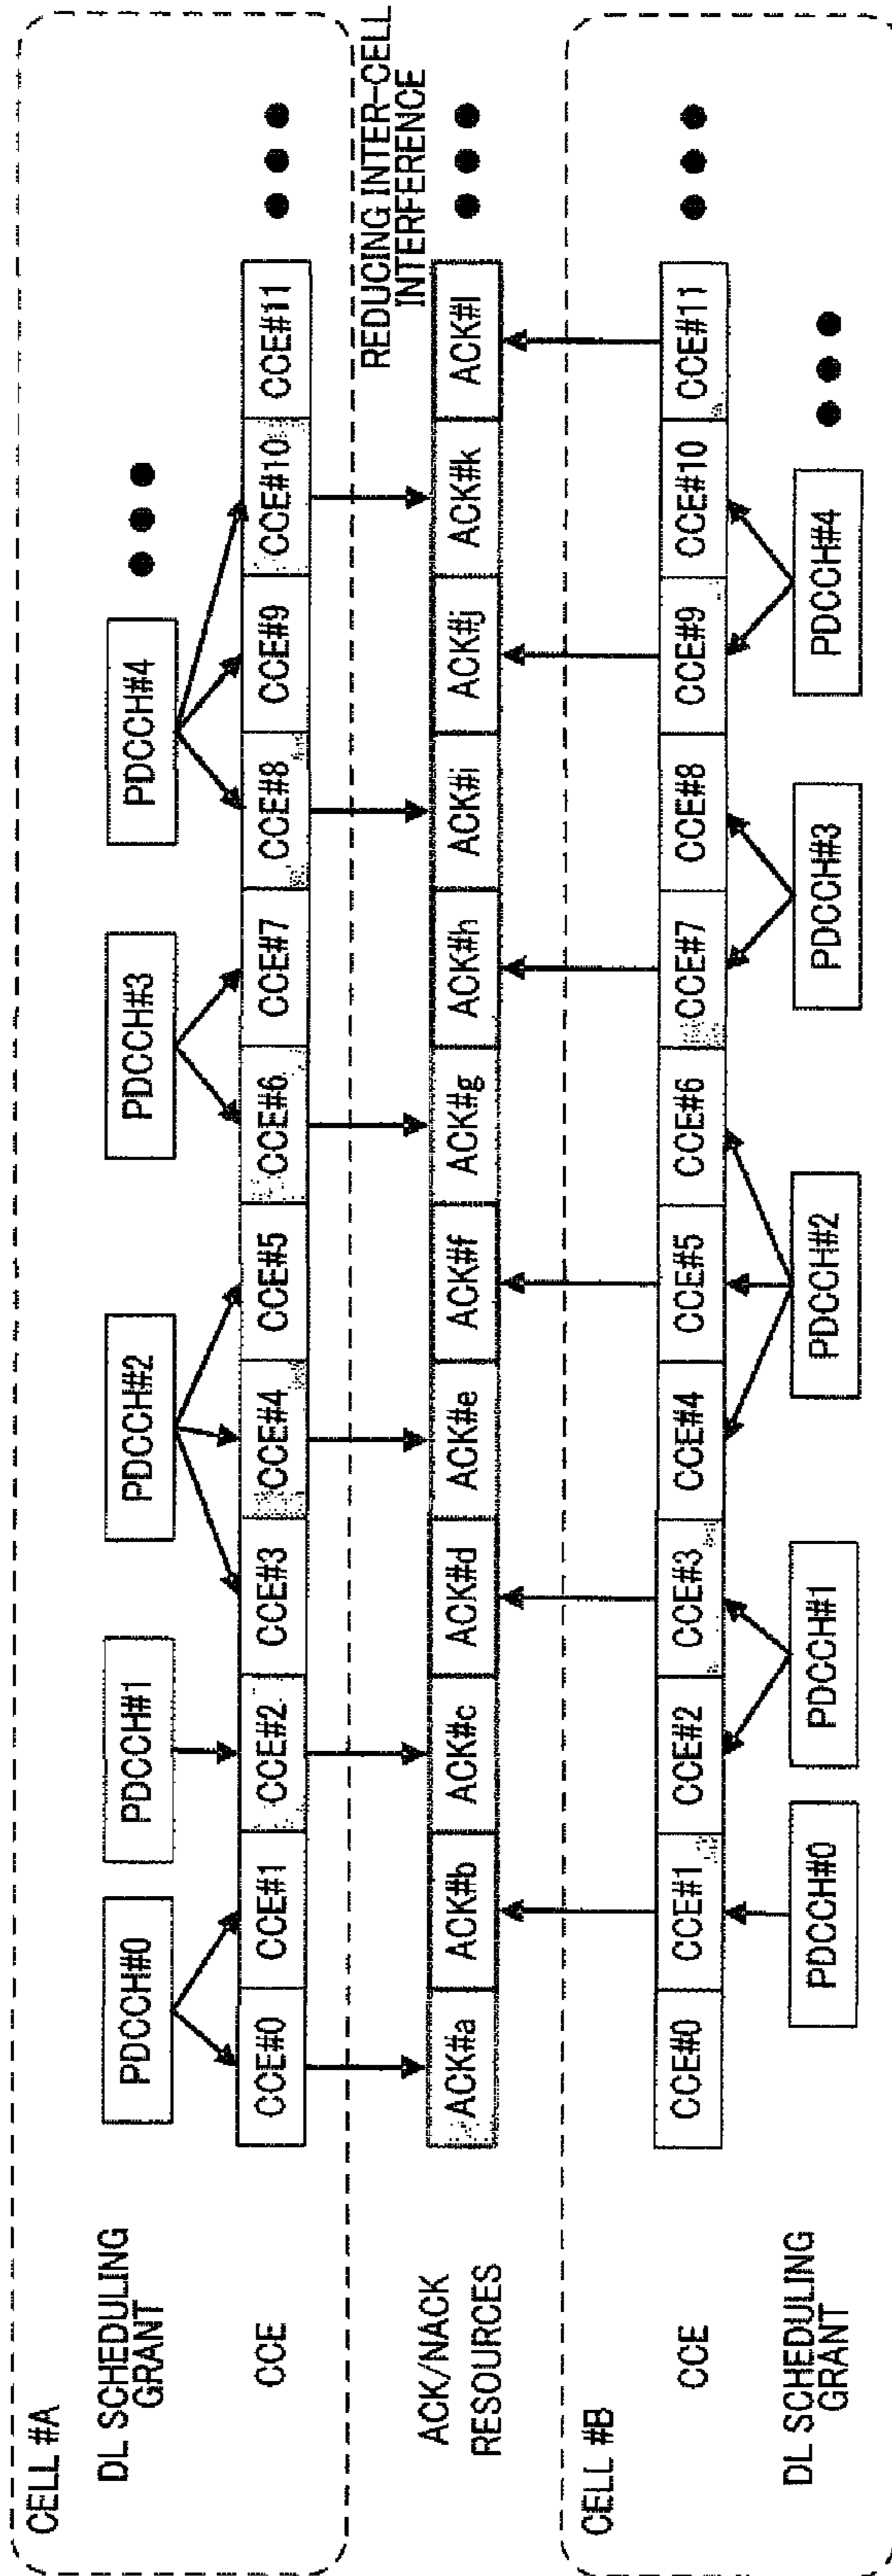 CELL #A
DL SCHEDULING
GRANT
PDCCH#0
PDCCH#1
PDCCH#2
PDCCH#3
PDCCH#4
CCE
CCE#0
CCE#1
CCE#2
CCE#3
CCE#4
CCE#5
CCE#6
CCE#7
CCE#8
CCE#9
CCE#10
CCE#11
REDUCING INTER-CELL
INTERFERENCE
ACK/NACK
RESOURCES
ACK#a
ACK#b
ACK#c
ACK#d
ACK#e
ACK#f
ACK#g
ACK#h
ACK#i
ACK#j
ACK#k
ACK#l
CELL #B
CCE
CCE#0
CCE#1
CCE#2
CCE#3
CCE#4
CCE#5
CCE#6
CCE#7
CCE#8
CCE#9
CCE#10
CCE#11
DL SCHEDULING
GRANT
PDCCH#0
PDCCH#1
PDCCH#2
PDCCH#3
PDCCH#4